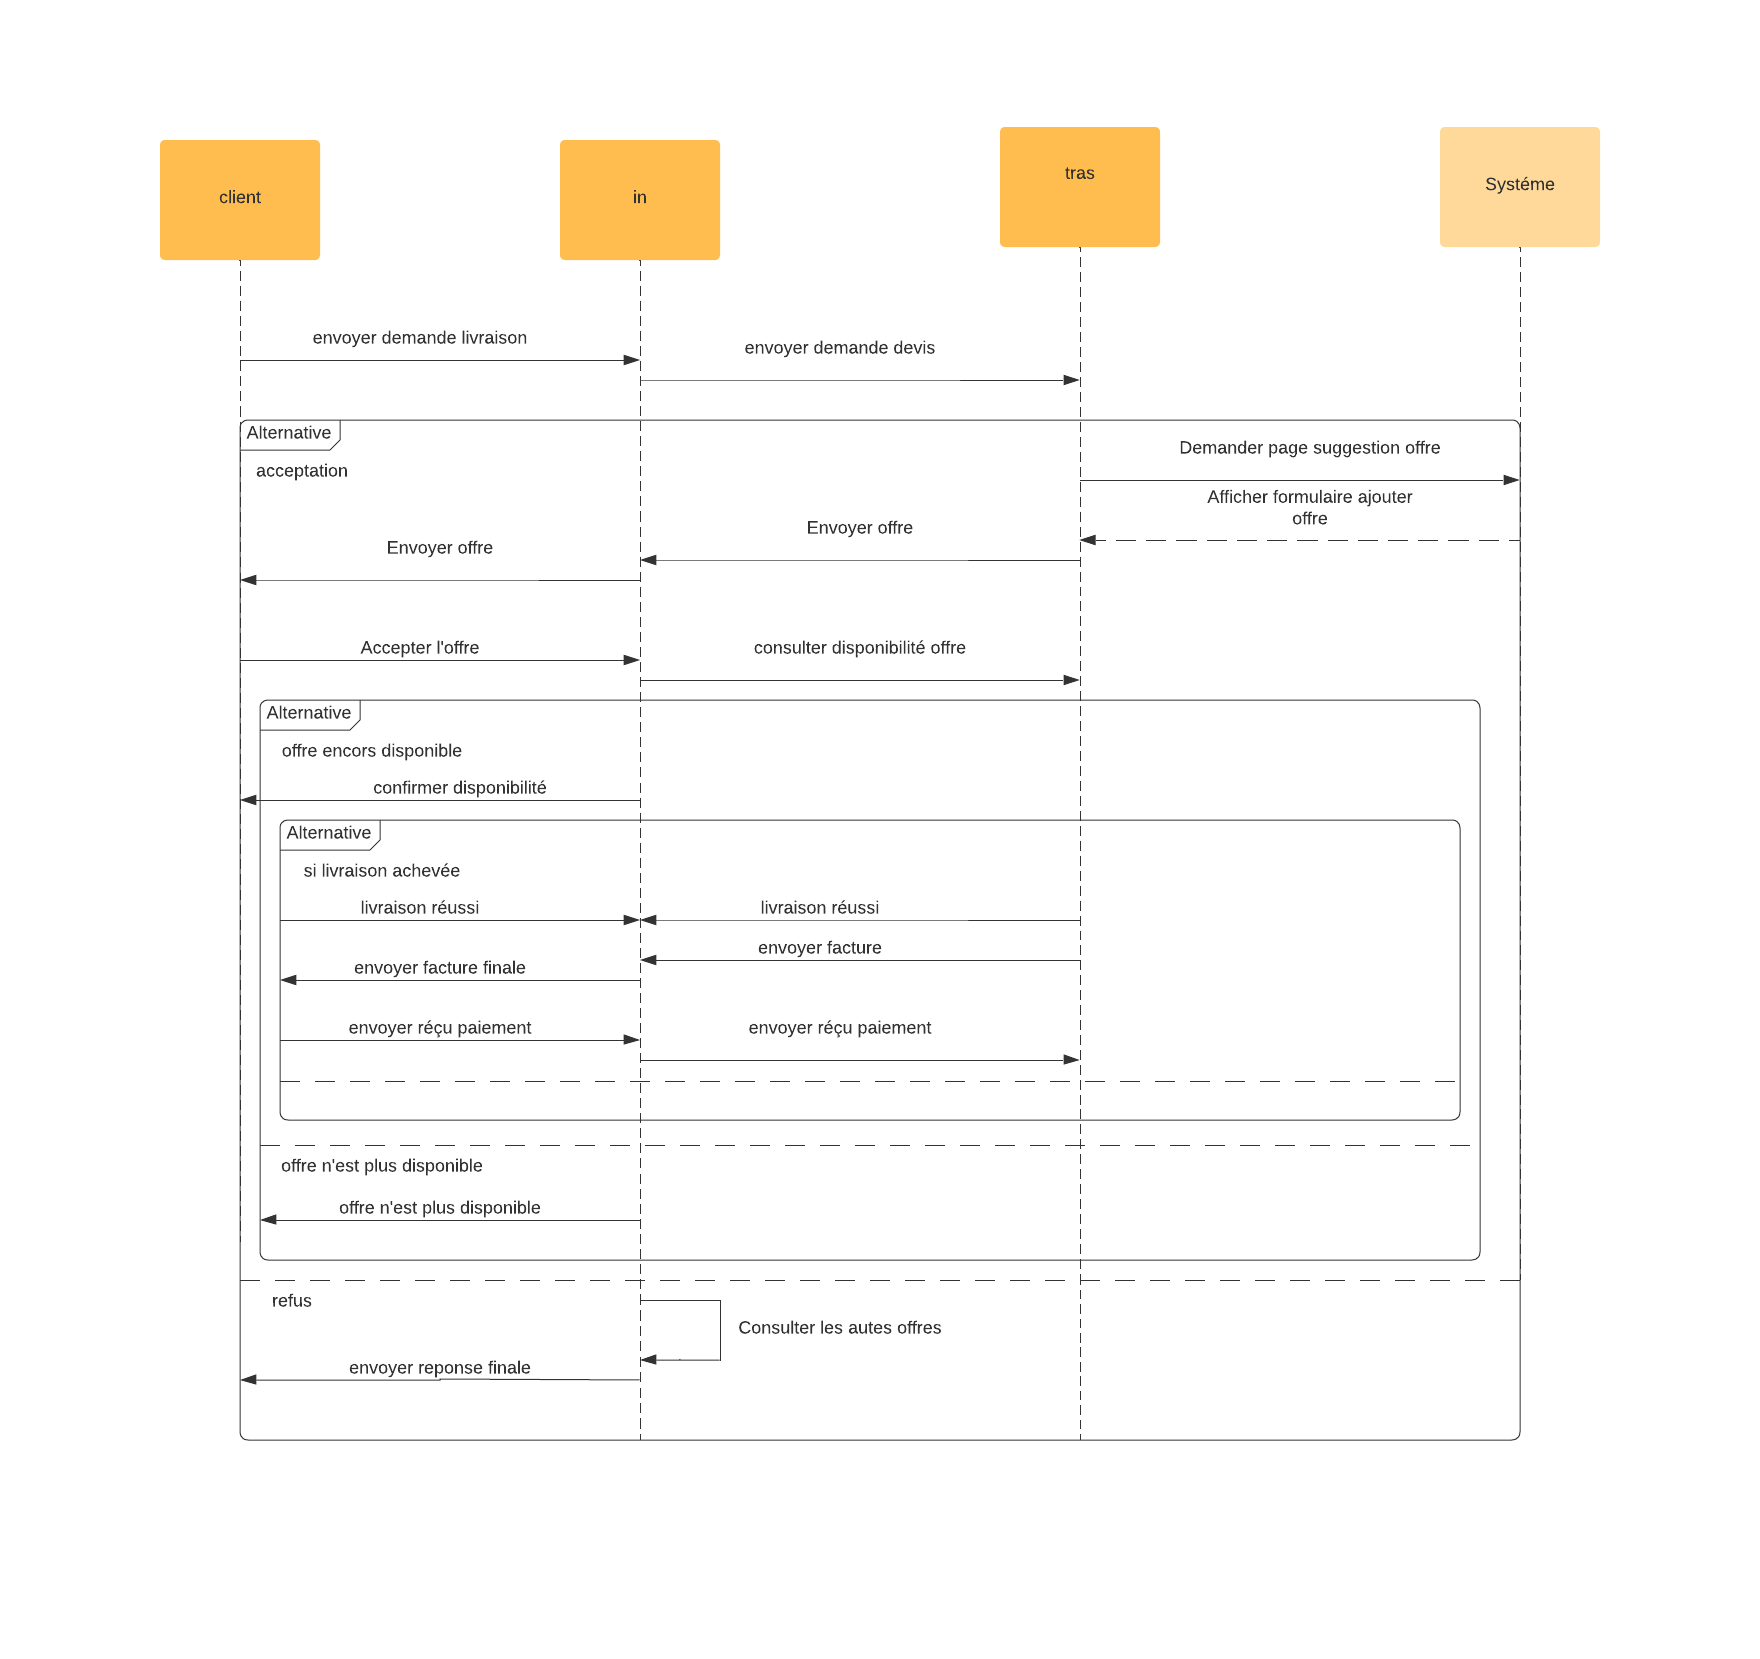 client
in
tras
Systéme
envoyer demande livraison
envoyer demande devis
Alternative
acceptation
Demander page suggestion offre
Afficher formulaire ajouter
offre
Envoyer offre
Envoyer offre
Accepter l'offre
consulter disponibilité offre
Alternative
offre encors disponible
confirmer disponibilité
Alternative
si livraison achevée
livraison réussi
livraison réussi
envoyer facture
envoyer facture finale
envoyer réçu paiement
envoyer réçu paiement
offre n'est plus disponible
offre n'est plus disponible
refus
Consulter les autes offres
envoyer reponse finale